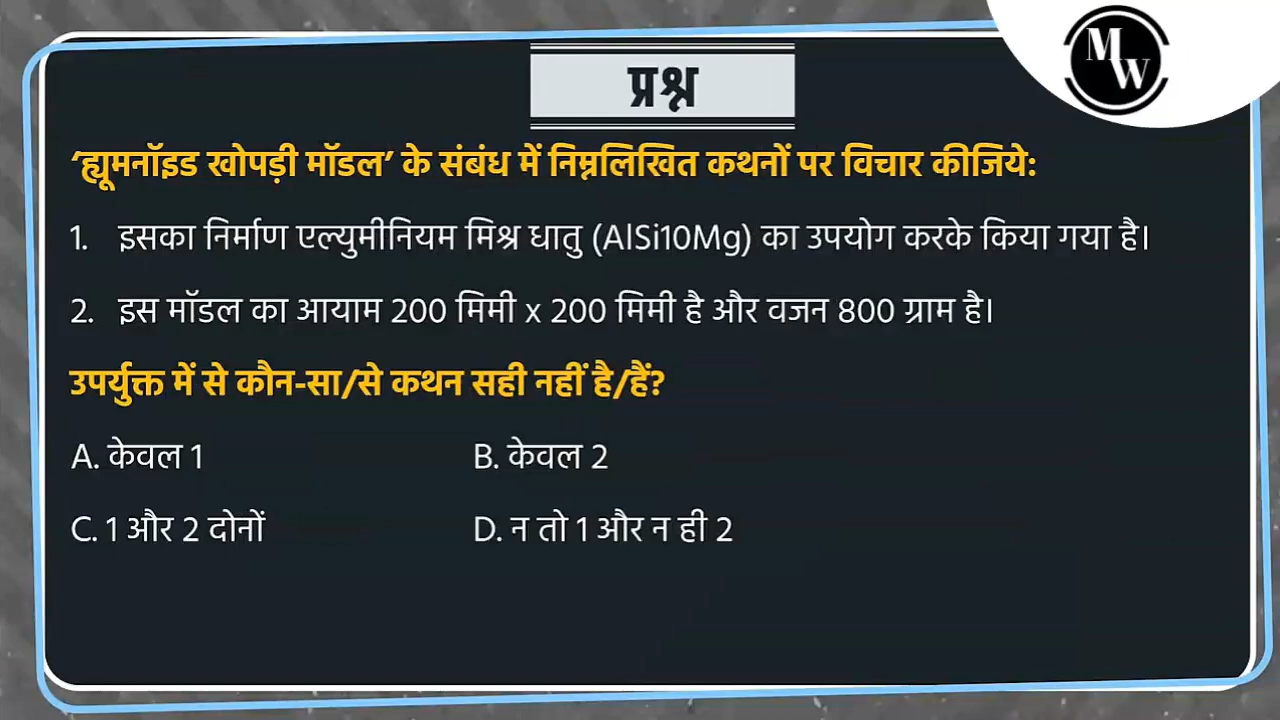 MW
प्रश्न
‘ह्यूमनॉइड खोपड़ी मॉडल’ के संबंध में निम्नलिखित कथनों पर विचार कीजिये:
1. इसका निर्माण एल्युमीनियम मिश्र धातु (AlSi10Mg) का उपयोग करके किया गया है।
2. इस मॉडल का आयाम 200 मिमी x 200 मिमी है और वजन 800 ग्राम है।
उपर्युक्त में से कौन-सा/से कथन सही नहीं है/हैं?
A. केवल 1 B. केवल 2
C. 1 और 2 दोनों D. न तो 1 और न ही 2